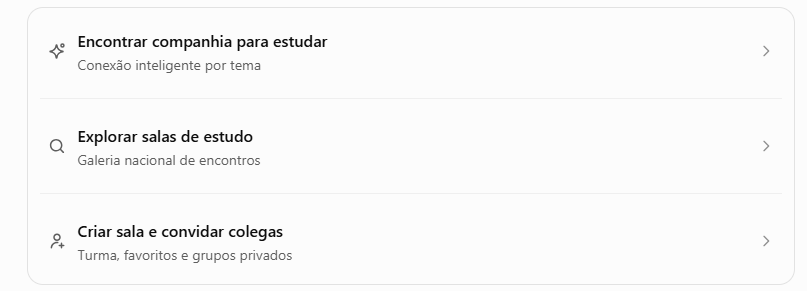 Encontrar companhia para estudar
Conexão inteligente por tema
Explorar salas de estudo
Galeria nacional de encontros
Criar sala e convidar colegas
Turma, favoritos e grupos privados